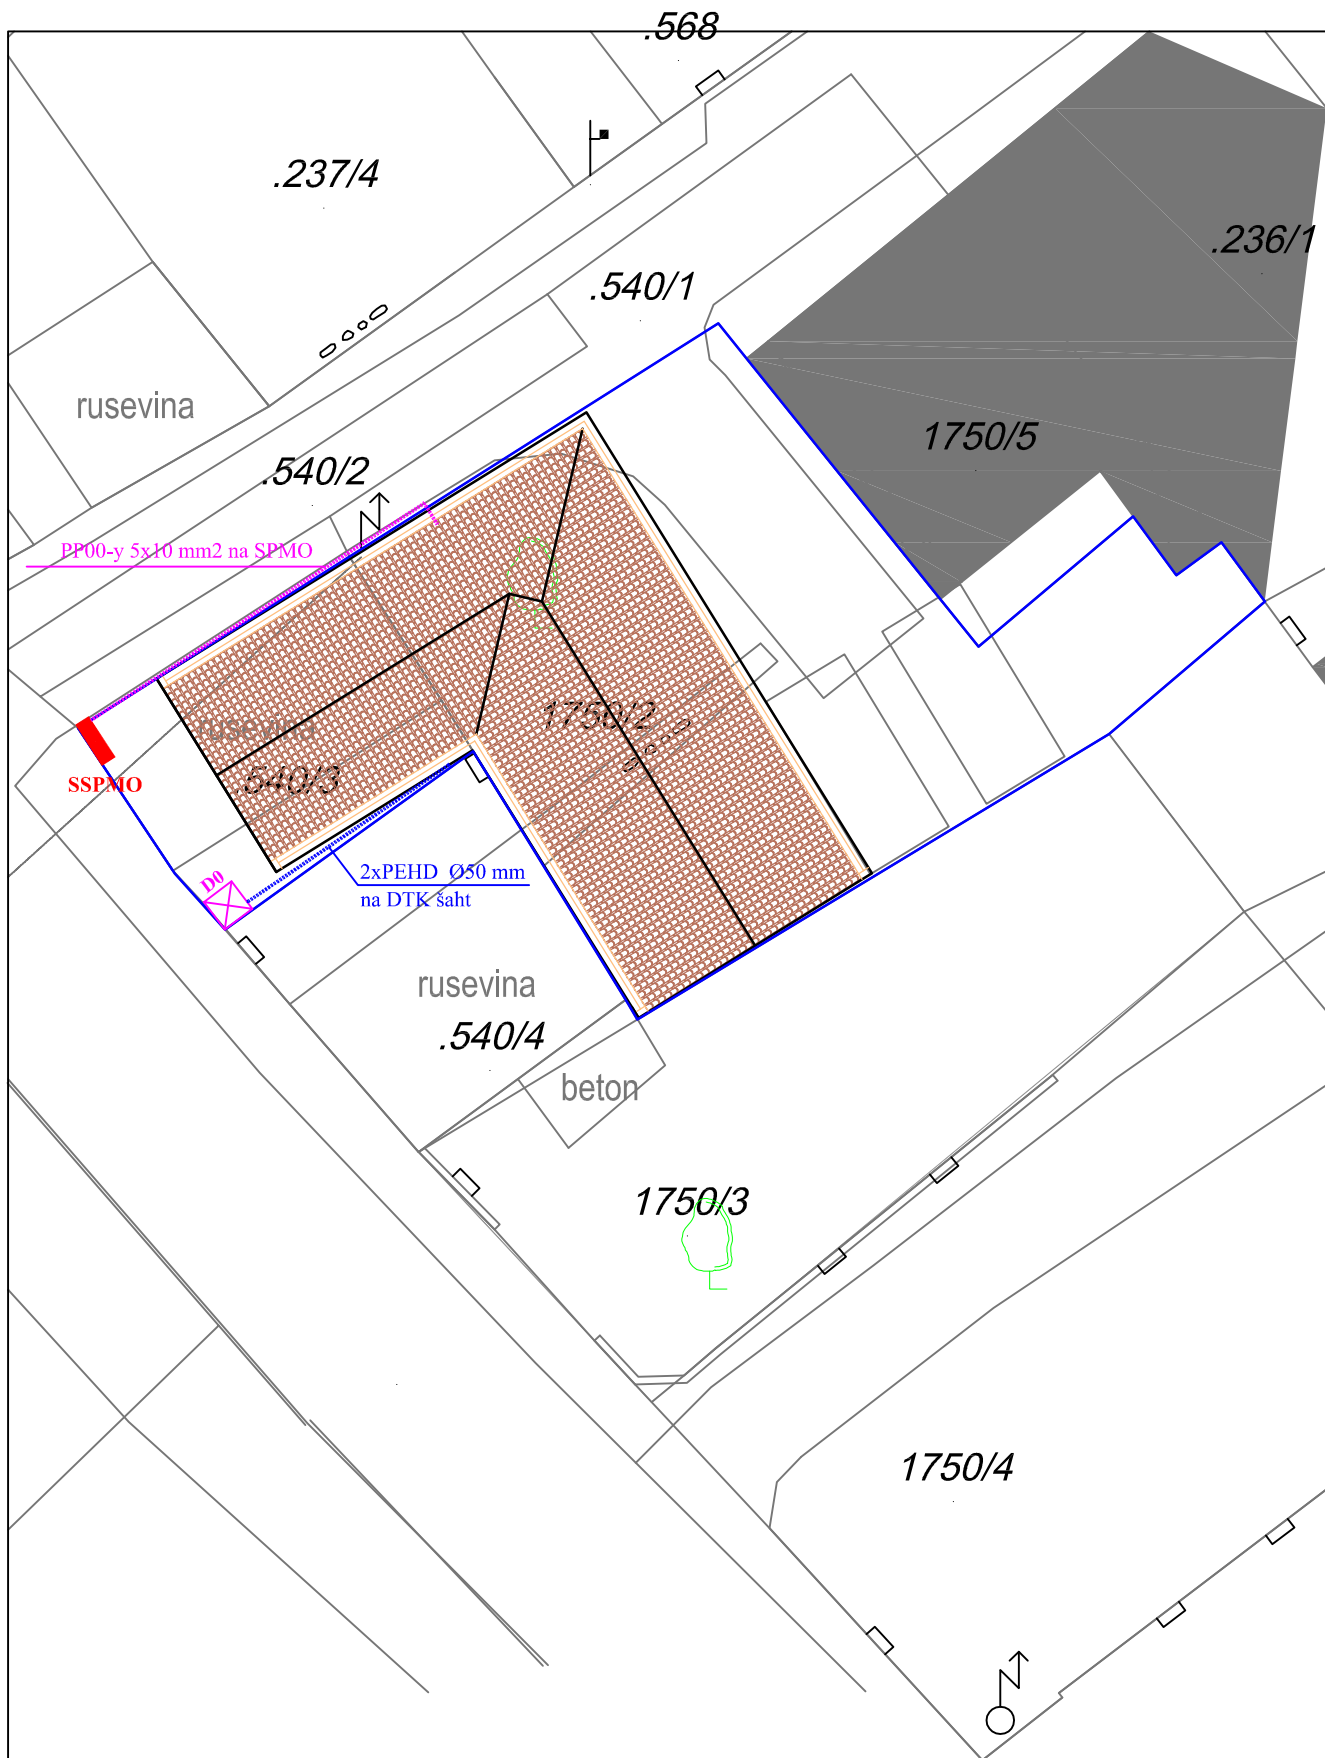 .568
.237/4
.236/1
.540/1
rusevina
1750/5
.540/2
PP00-y 5x10 mm2 na SPMO
rusevina
1750/2
SSPMO
540/3
2xPEHD Ø50 mm
na DTK šaht
D0
rusevina
.540/4
beton
1750/3
1750/4